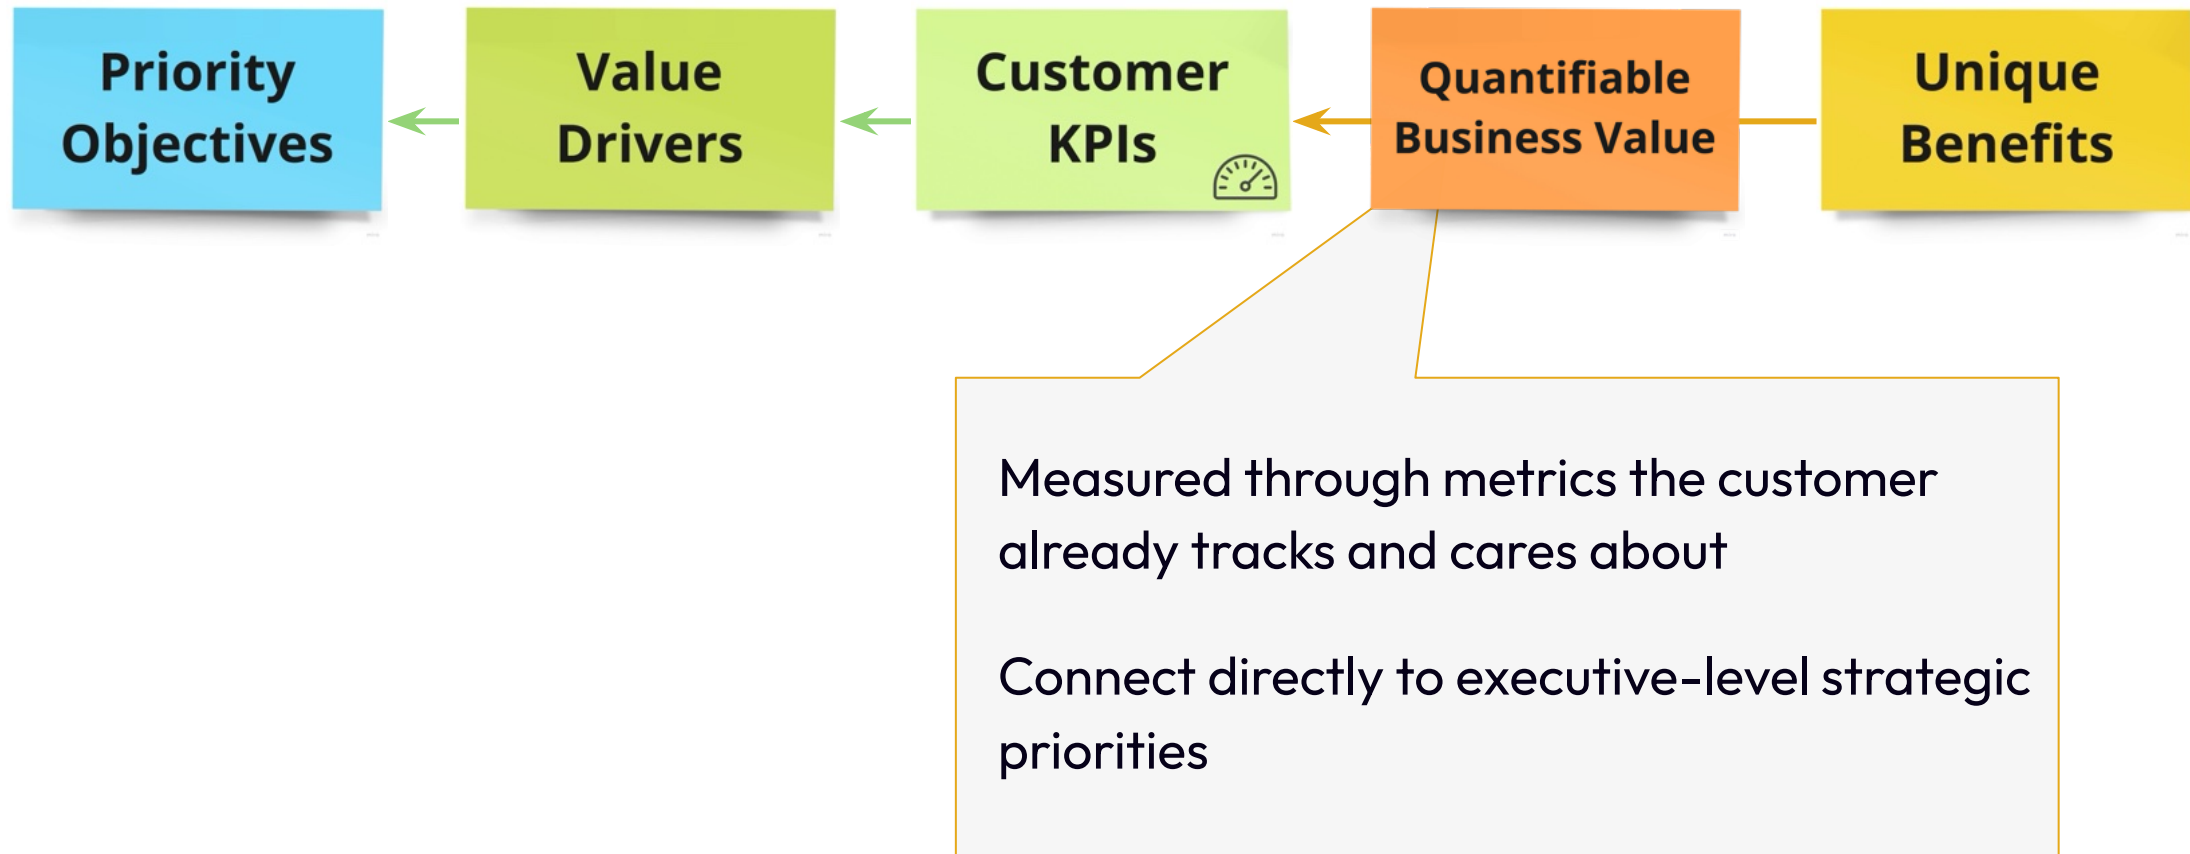 Priority
Objectives
Value
Drivers
Customer
KPIs
Quantifiable
Business Value
Unique
Benefits
Measured through metrics the customer
already tracks and cares about
Connect directly to executive-level strategic
priorities